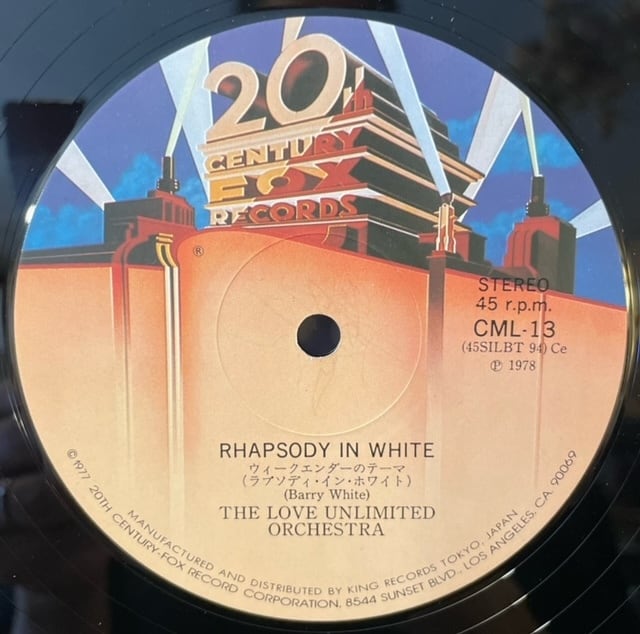 20th
CENTURY
FOX
RECORDS
®
STEREO
45 r.p.m.
CML-13
(45SILBT 94) Ce
Ⓟ 1978
RHAPSODY IN WHITE
ウィークエンダーのテーマ
(ラプソディ・イン・ホワイト)
(Barry White)
THE LOVE UNLIMITED
ORCHESTRA
MANUFACTURED AND DISTRIBUTED BY KING RECORDS TOKYO, JAPAN
©1977 20TH CENTURY-FOX RECORD CORPORATION, 8544 SUNSET BLVD., LOS ANGELES, CA 90069